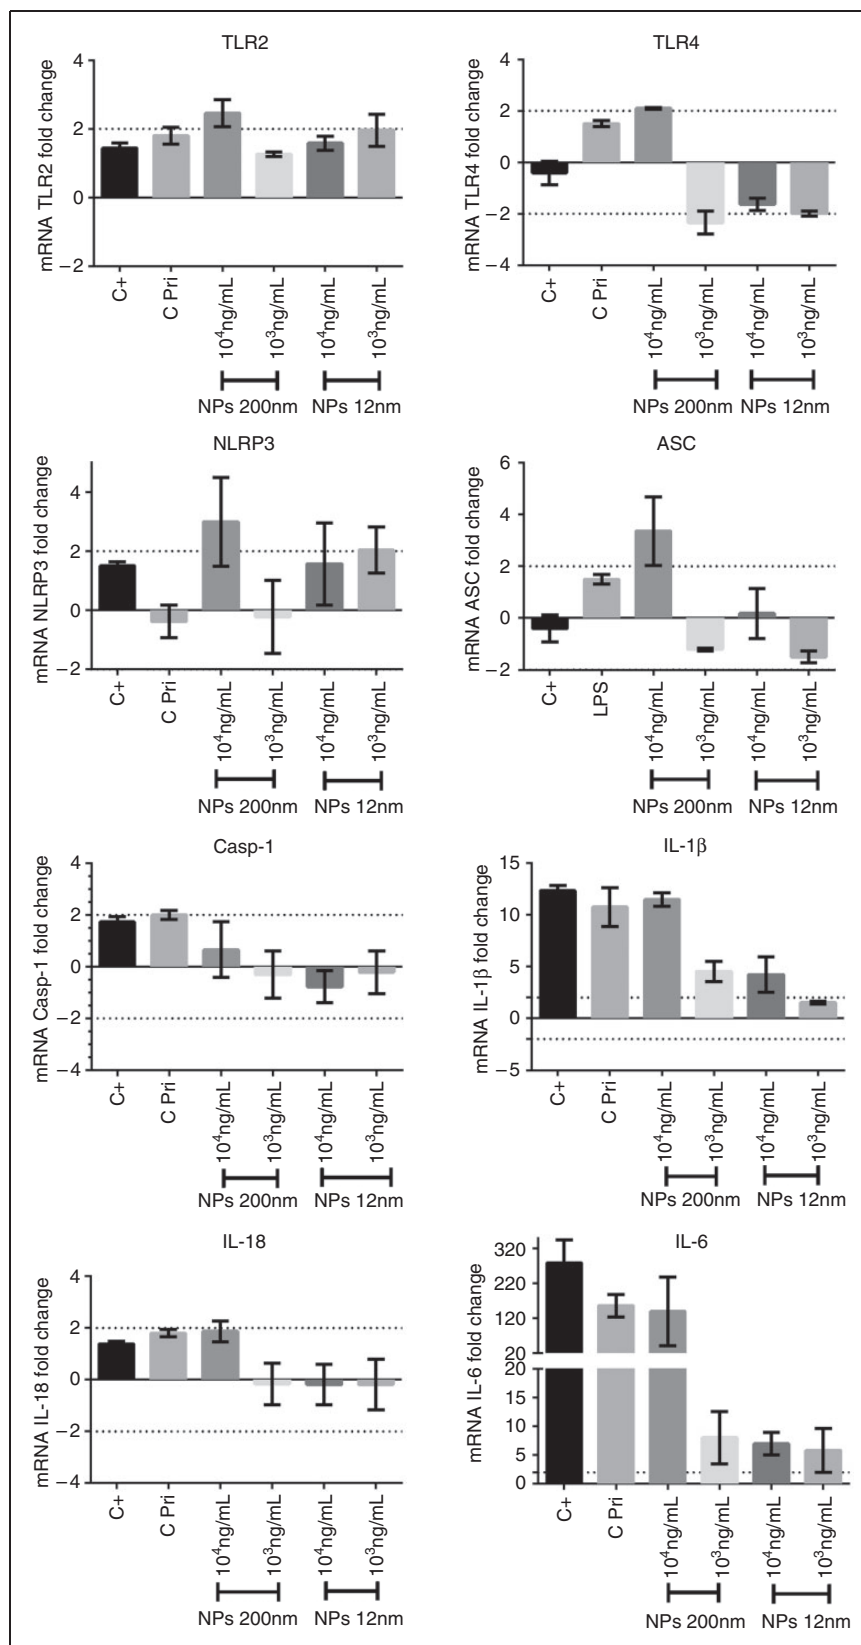 TLR2
mRNA TLR2 fold change
4
2
0
−2
C+
C Pri
10⁴ng/mL
10³ng/mL
10⁴ng/mL
10³ng/mL
NPs 200nm
NPs 12nm
TLR4
mRNA TLR4 fold change
4
2
0
−2
−4
C+
C Pri
10⁴ng/mL
10³ng/mL
10⁴ng/mL
10³ng/mL
NPs 200nm
NPs 12nm
NLRP3
mRNA NLRP3 fold change
4
2
0
−2
C+
C Pri
10⁴ng/mL
10³ng/mL
10⁴ng/mL
10³ng/mL
NPs 200nm
NPs 12nm
ASC
mRNA ASC fold change
6
4
2
0
−2
C+
LPS
10⁴ng/mL
10³ng/mL
10⁴ng/mL
10³ng/mL
NPs 200nm
NPs 12nm
Casp-1
mRNA Casp-1 fold change
4
2
0
−2
−4
C+
C Pri
10⁴ng/mL
10³ng/mL
10⁴ng/mL
10³ng/mL
NPs 200nm
NPs 12nm
IL-1β
mRNA IL-1β fold change
15
10
5
0
−5
C+
C Pri
10⁴ng/mL
10³ng/mL
10⁴ng/mL
10³ng/mL
NPs 200nm
NPs 12nm
IL-18
mRNA IL-18 fold change
4
2
0
−2
−4
C+
C Pri
10⁴ng/mL
10³ng/mL
10⁴ng/mL
10³ng/mL
NPs 200nm
NPs 12nm
IL-6
mRNA IL-6 fold change
320
220
120
20
20
15
10
5
0
C+
C Pri
10⁴ng/mL
10³ng/mL
10⁴ng/mL
10³ng/mL
NPs 200nm
NPs 12nm